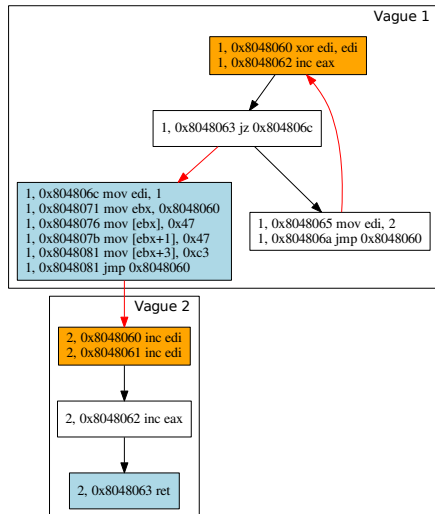 Vague 1
1, 0x8048060 xor edi, edi
1, 0x8048062 inc eax
1, 0x8048063 jz 0x804806c
1, 0x804806c mov edi, 1
1, 0x8048071 mov ebx, 0x8048060
1, 0x8048076 mov [ebx], 0x47
1, 0x804807b mov [ebx+1], 0x47
1, 0x8048081 mov [ebx+3], 0xc3
1, 0x8048081 jmp 0x8048060
1, 0x8048065 mov edi, 2
1, 0x804806a jmp 0x8048060
Vague 2
2, 0x8048060 inc edi
2, 0x8048061 inc edi
2, 0x8048062 inc eax
2, 0x8048063 ret